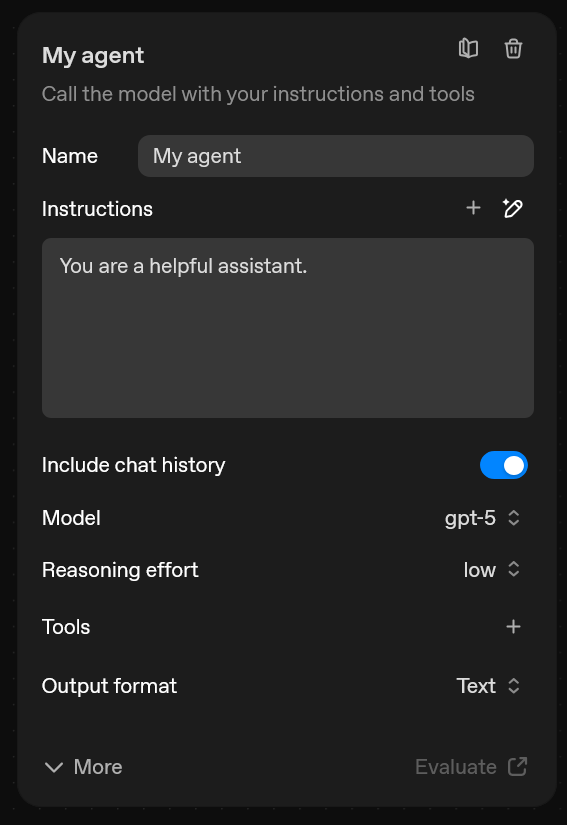 My agent
Call the model with your instructions and tools
Name My agent
Instructions
You are a helpful assistant.
Include chat history
Model gpt-5
Reasoning effort low
Tools
Output format Text
More Evaluate